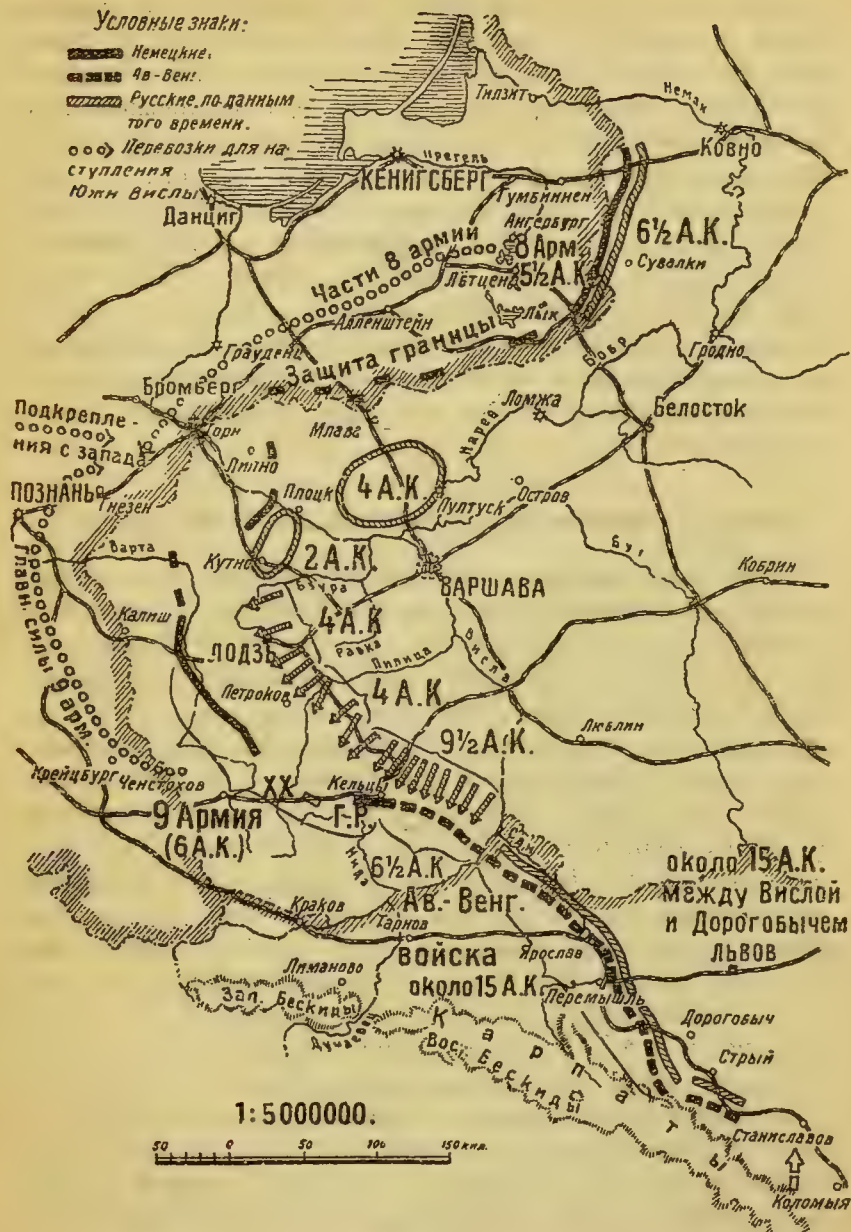 Условные знаки:
Немецкие.
Ав-Венг.
Русские, по данным
того времени.
Перевозки для на-
ступления
Южн Вислы
Тилзит
Неман
Ковно
Прегель
КЕНИГСБЕРГ
Гумбиннен
Данциг
Ангербург
8 Арм.
5½ А.К.
6½ А.К.
Сувалки
Части 8 армии
Лётцен
Лык
Алленштейн
Защита границы
Грауденц
Бобр
Гродно
Бромберг
Подкрепле-
ния с запада
Торн
Млава
Нарев
Ломжа
Белосток
Липно
ПОЗНАНЬ
Гнезен
Плоцк
4 А.К.
Пултуск
Остров
Варта
Кутно
2 А.К.
Бзура
ВАРШАВА
Буг
Кобрин
Главн. силы 9 арм.
Калиш
ЛОДЗЬ
4 А.К
Равка
Пилица
Висла
Петроков
4 А.К
Люблин
9½ А.К.
Крейцбург
Ченстохов
XX
Кельцы
9 Армия
(6 А.К.)
Г-Р.
Нида
6½ А.К
Сан
около 15 А.К.
между Вислой
и Дорогобычем
Ав.- Венг.
Краков
Тарнов
войска
около 15 А.К
Ярослав
ЛЬВОВ
Лиманово
Зап. Бескиды
Перемышль
Дунаец
Карпаты
Вос. Бескиды
Дорогобыч
Стрый
1:5000000.
50 0 50 100 150 кил.
Станиславов
Коломыя